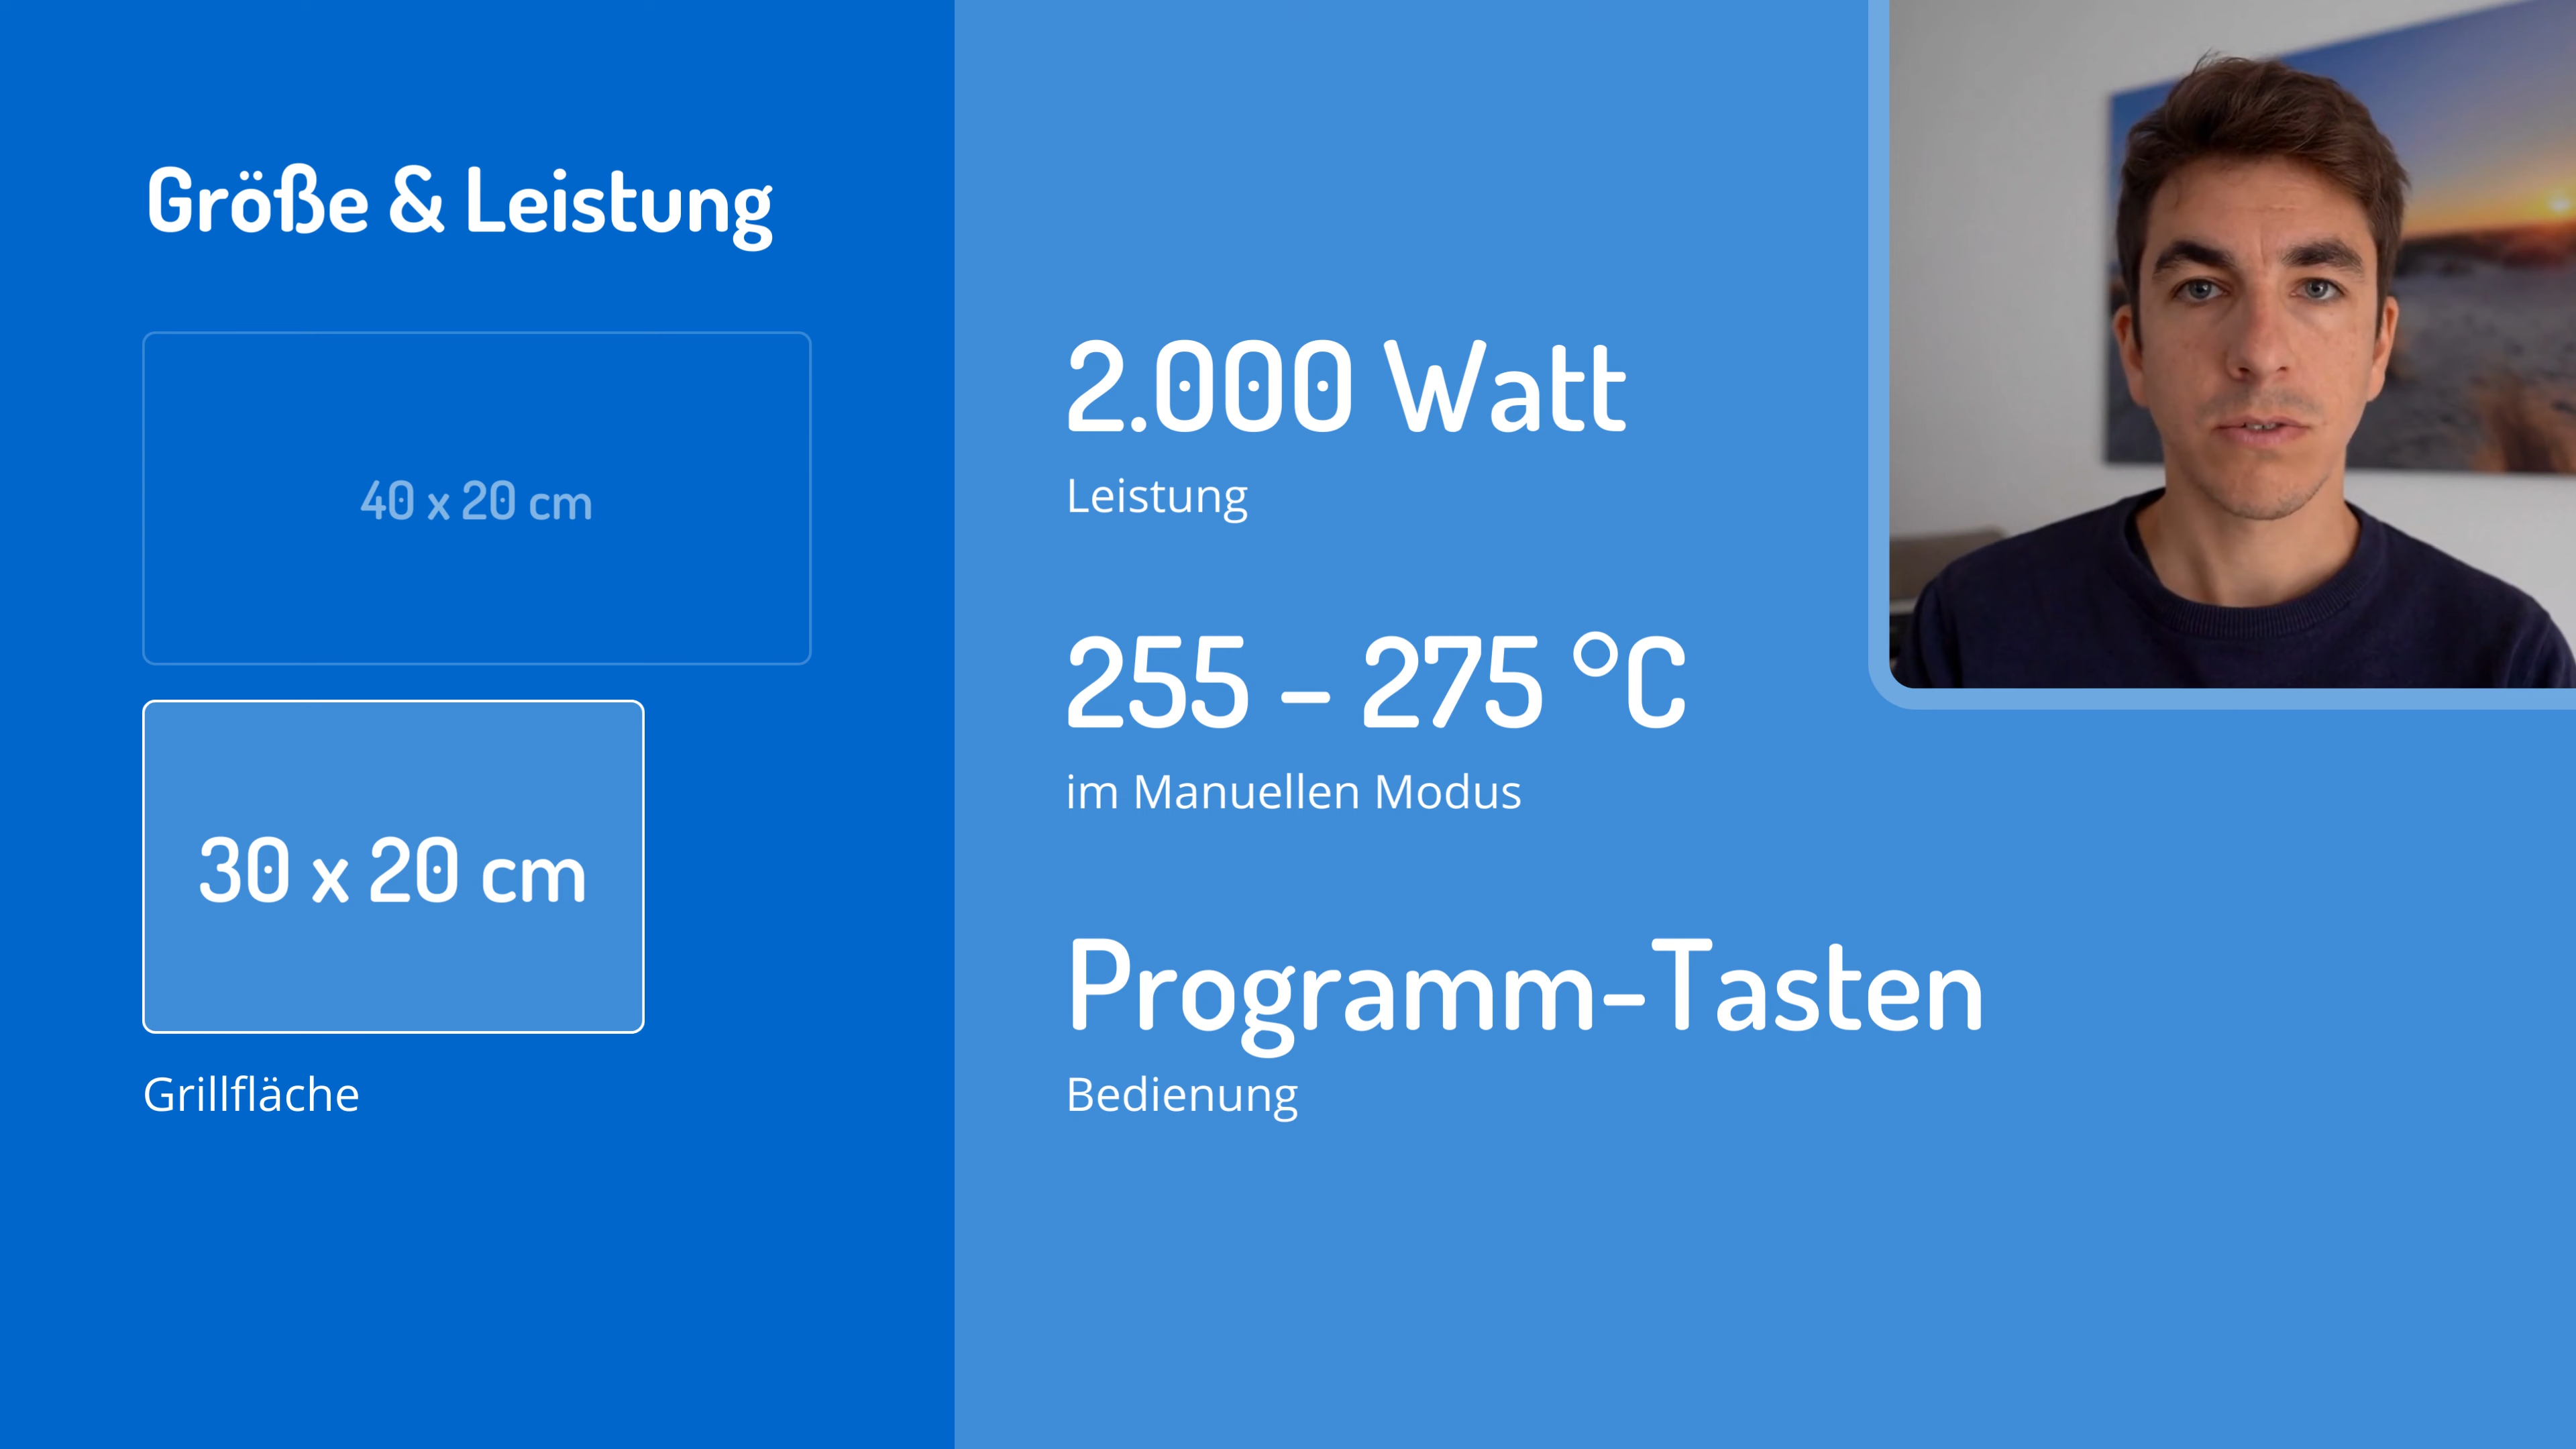 Größe & Leistung
40 x 20 cm
30 x 20 cm
Grillfläche
2.000 Watt
Leistung
255 – 275 °C
im Manuellen Modus
Programm-Tasten
Bedienung